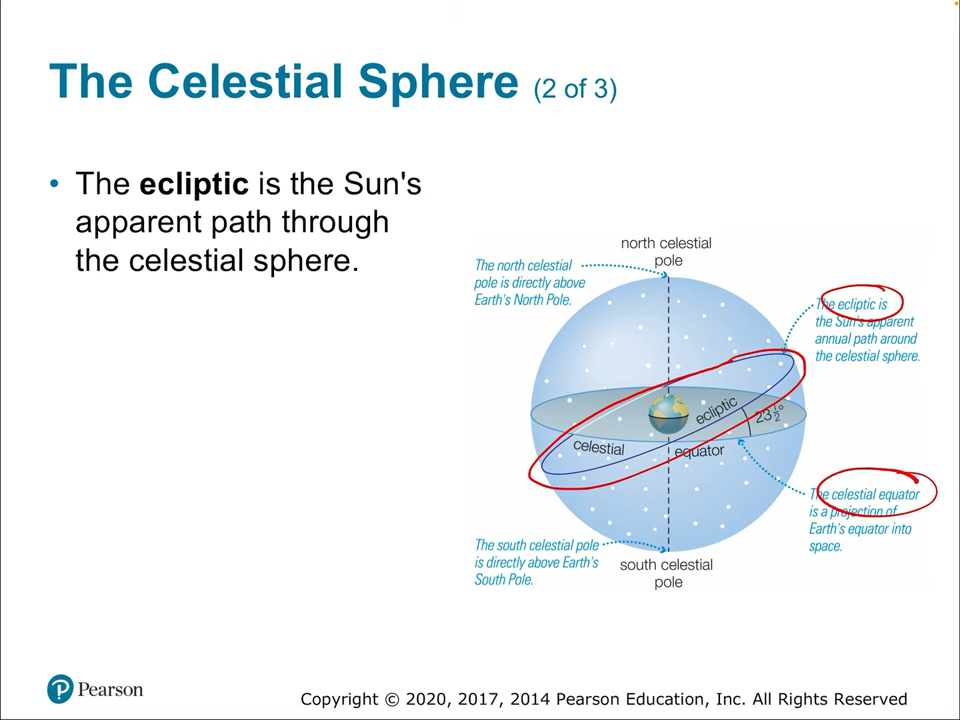 The Celestial Sphere (2 of 3)
• The ecliptic is the Sun's
apparent path through
the celestial sphere.
north celestial
pole
The north celestial
pole is directly above
Earth's North Pole.
The ecliptic is
the Sun's apparent
annual path around
the celestial sphere.
ecliptic
23 1/2°
celestial equator
The celestial equator
is a projection of
Earth's equator into
space.
The south celestial pole
is directly above Earth's
South Pole.
south celestial
pole
Pearson
Copyright © 2020, 2017, 2014 Pearson Education, Inc. All Rights Reserved